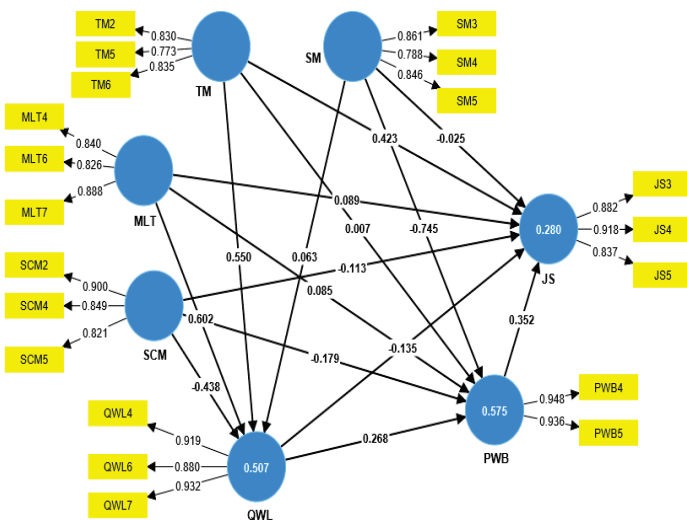 TM2
0.830
TM5
0.773
TM6
0.835
TM
SM
0.861
SM3
0.788
SM4
0.846
SM5
MLT4
0.840
MLT6
0.826
MLT7
0.888
MLT
0.423
-0.025
0.089
0.007
-0.745
0.280
JS
0.882
JS3
0.918
JS4
0.837
JS5
SCM2
0.900
SCM4
0.849
SCM5
0.821
SCM
0.550
0.063
-0.113
0.085
0.602
-0.135
0.352
-0.179
-0.438
0.268
QWL4
0.919
QWL6
0.880
QWL7
0.932
0.507
QWL
0.575
PWB
0.948
PWB4
0.936
PWB5